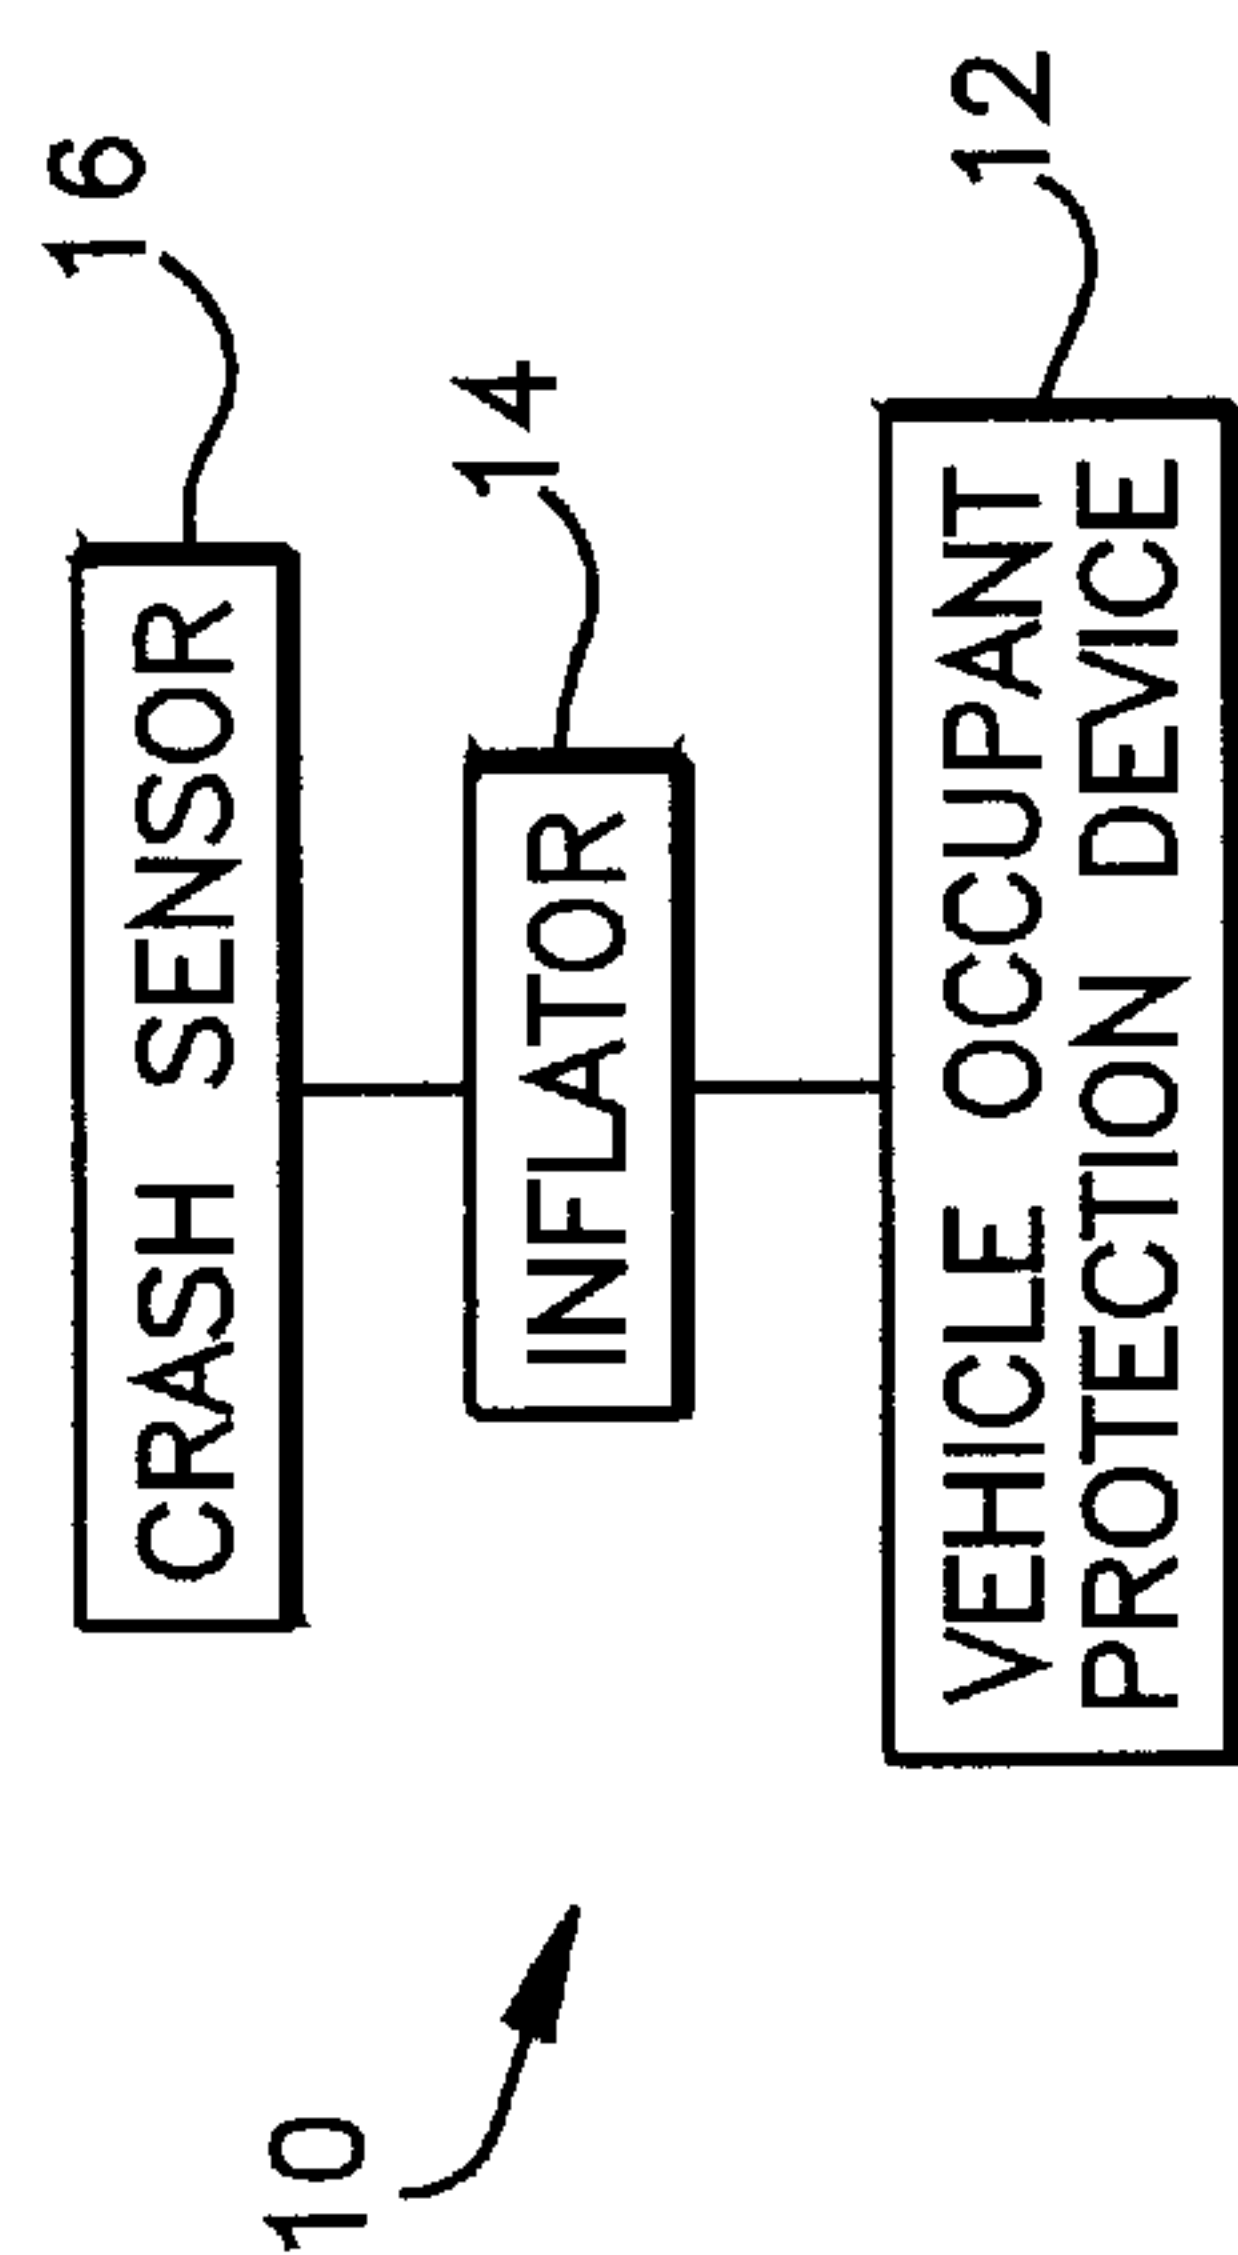 16
CRASH SENSOR
14
INFLATOR
12
VEHICLE OCCUPANT
PROTECTION DEVICE
10